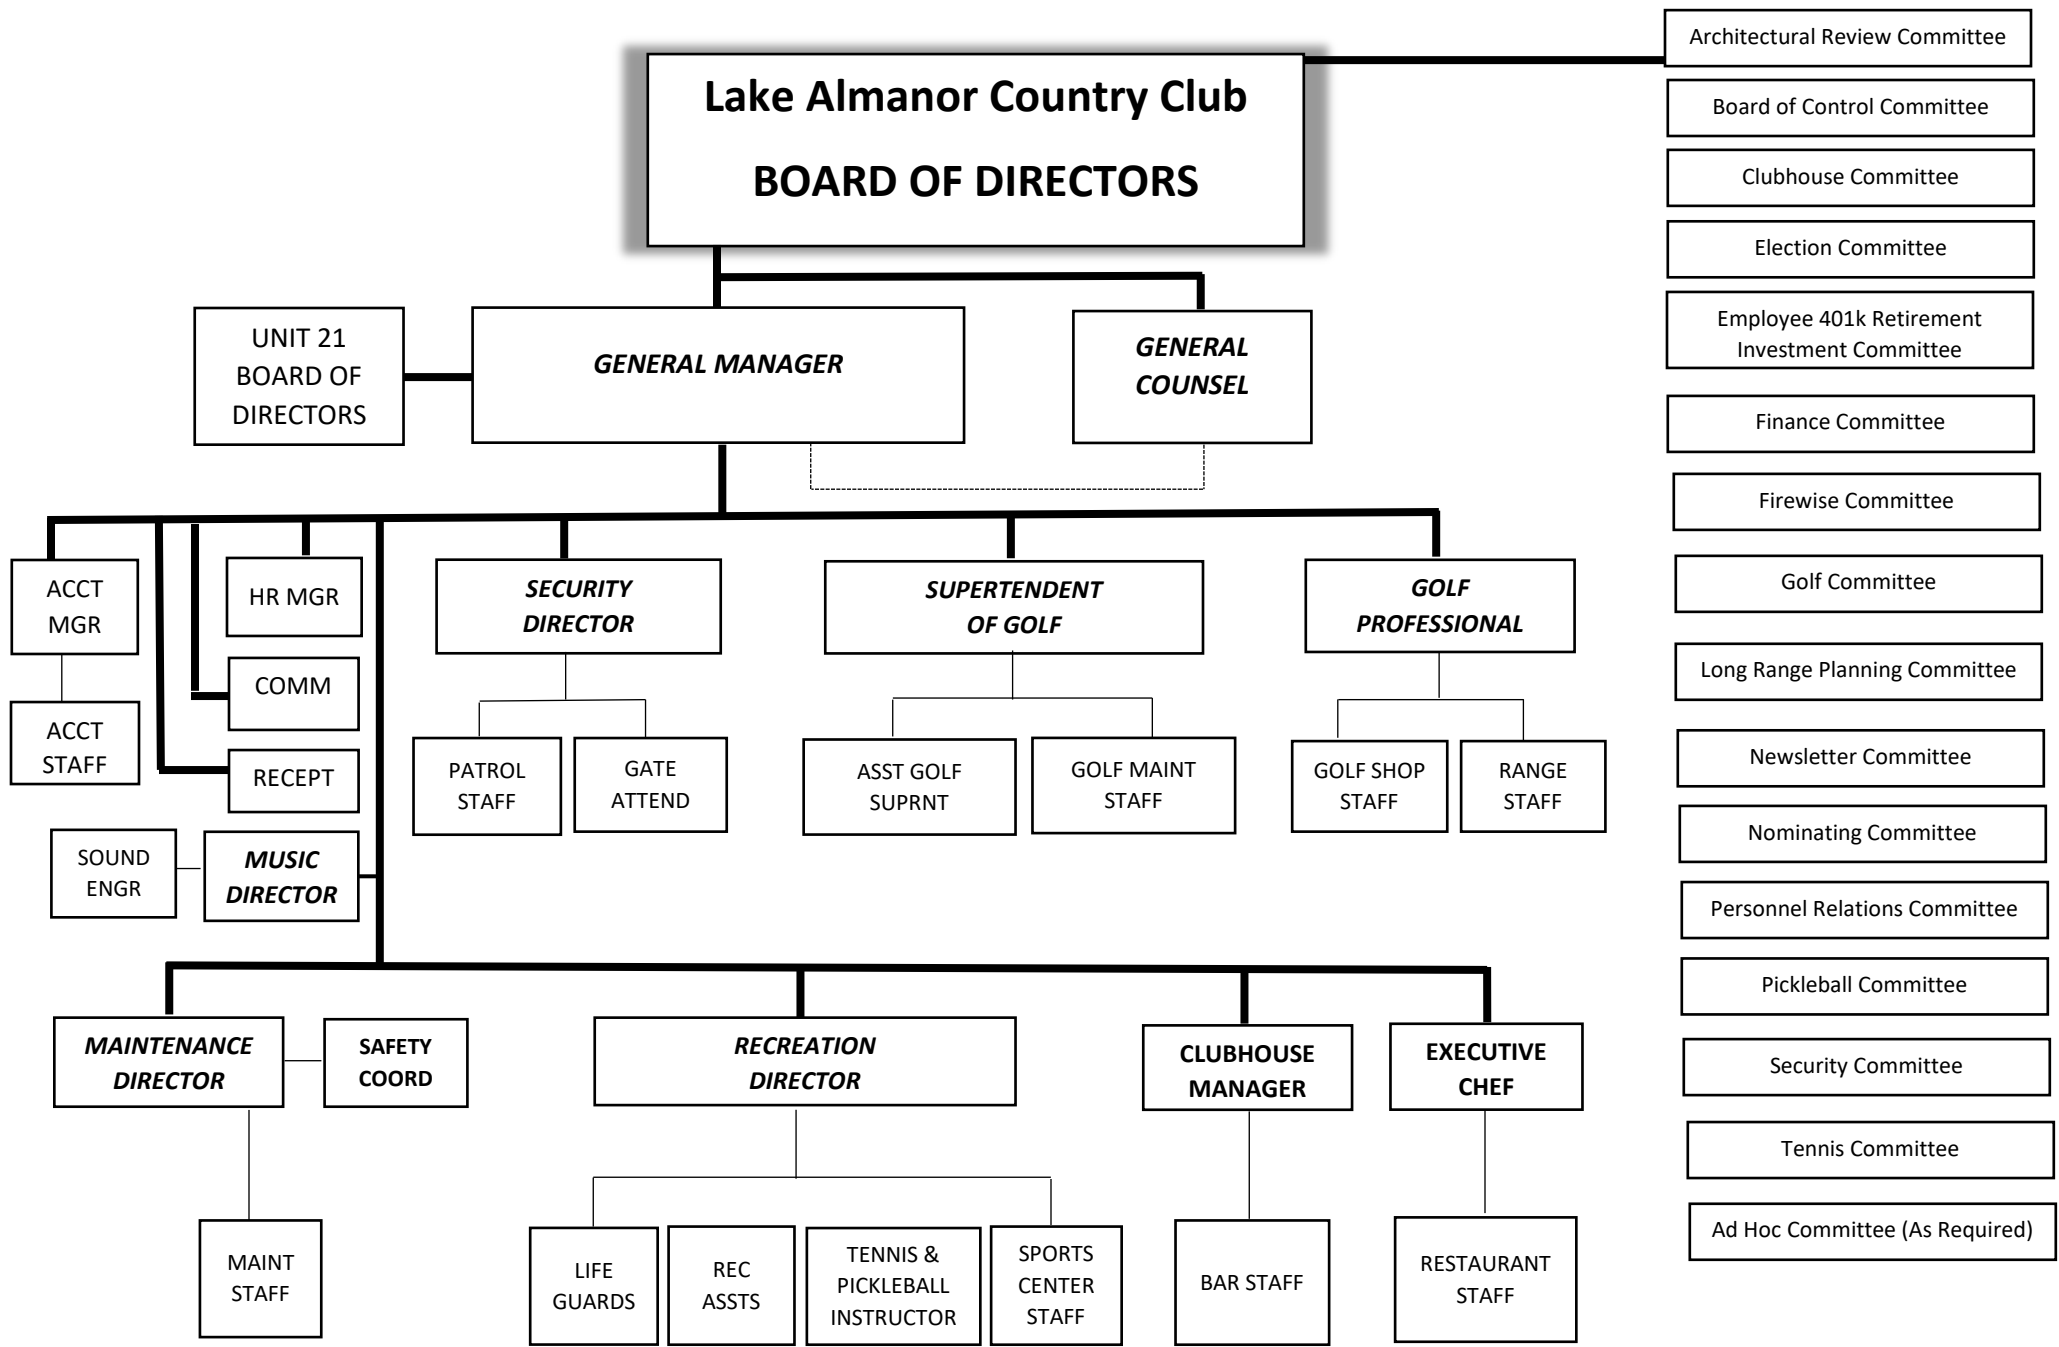 Lake Almanor Country Club
BOARD OF DIRECTORS
UNIT 21
BOARD OF
DIRECTORS
GENERAL MANAGER
GENERAL
COUNSEL
ACCT
MGR
ACCT
STAFF
HR MGR
COMM
RECEPT
SOUND
ENGR
MUSIC
DIRECTOR
SECURITY
DIRECTOR
PATROL
STAFF
GATE
ATTEND
SUPERTENDENT
OF GOLF
ASST GOLF
SUPRNT
GOLF MAINT
STAFF
GOLF
PROFESSIONAL
GOLF SHOP
STAFF
RANGE
STAFF
MAINTENANCE
DIRECTOR
SAFETY
COORD
MAINT
STAFF
RECREATION
DIRECTOR
LIFE
GUARDS
REC
ASSTS
TENNIS &
PICKLEBALL
INSTRUCTOR
SPORTS
CENTER
STAFF
CLUBHOUSE
MANAGER
BAR STAFF
EXECUTIVE
CHEF
RESTAURANT
STAFF
Architectural Review Committee
Board of Control Committee
Clubhouse Committee
Election Committee
Employee 401k Retirement
Investment Committee
Finance Committee
Firewise Committee
Golf Committee
Long Range Planning Committee
Newsletter Committee
Nominating Committee
Personnel Relations Committee
Pickleball Committee
Security Committee
Tennis Committee
Ad Hoc Committee (As Required)